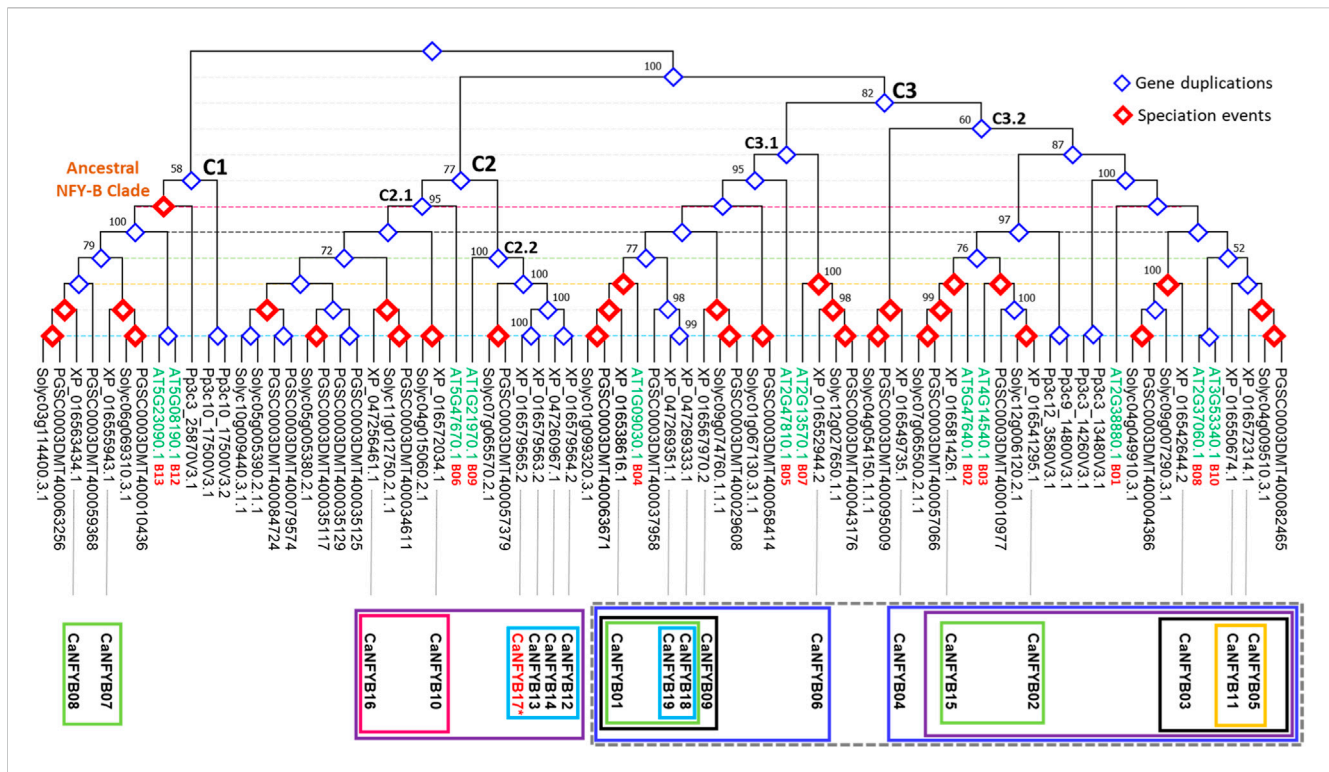 100
82
C3
Gene duplications
Speciation events
60
C3.2
87
C3.1
Ancestral
NFY-B Clade
58
C1
77
C2
95
100
C2.1
95
100
97
79
72
100
C2.2
77
76
52
100
100
100
98
100
98
99
100
100
99
Solyc03g114400.3.1
PGSC0003DMT400063256
XP_016563434.1
PGSC0003DMT400059368
XP_016555943.1
Solyc06g069310.3.1
PGSC0003DMT400010436
AT3G23090.1 B13
AT5G08190.1 B12
Pp3c3_28870V3.1
Pp3c10_17500V3.1
Pp3c10_17500V3.2
Solyc10g009440.3.1.1
Solyc05g005390.2.1.1
PGSC0003DMT400084724
PGSC0003DMT400079574
Solyc05g005380.2.1
PGSC0003DMT400035117
PGSC0003DMT400035129
PGSC0003DMT400035125
XP_047256461.1
Solyc11g012750.2.1.1
PGSC0003DMT400034611
Solyc04g015060.2.1
XP_016572034.1
AT5G47670.1 B06
AT1G21970.1 B09
Solyc07g065570.2.1
PGSC0003DMT400057379
XP_016579565.2
XP_016579563.2
XP_047260967.1
XP_016579564.2
Solyc01g099320.3.1
PGSC0003DMT400063671
XP_016538616.1
AT1G09030.1 B04
PGSC0003DMT400037958
XP_047269351.1
XP_047269333.1
XP_016567970.2
Solyc09g074760.1.1.1
PGSC0003DMT400029608
Solyc01g067130.3.1.1
PGSC0003DMT400058414
AT2G47810.1 B05
AT2G13570.1 B07
XP_016552944.2
Solyc12g027650.1.1
PGSC0003DMT400043176
Solyc06g054150.1.1.1
PGSC0003DMT400095009
XP_016549735.1
Solyc07g065500.2.1.1
PGSC0003DMT400057066
XP_016581426.1
AT5G47640.1 B02
AT4G14540.1 B03
PGSC0003DMT400010977
Solyc12g006120.2.1
XP_016541295.1
Pp3c12_3580V3.1
Pp3c9_14800V3.1
Pp3c3_14260V3.1
Pp3c3_13480V3.1
AT2G38880.1 B01
Solyc04g049910.3.1
PGSC0003DMT400004366
Solyc09g007290.3.1
XP_016542644.2
AT2G37060.1 B08
AT3G53340.1 B10
XP_016550674.1
XP_016572314.1
Solyc04g009510.3.1
PGSC0003DMT400082465
CaNFYB08
CaNFYB07
CaNFYB16
CaNFYB10
CaNFYB17*
CaNFYB13
CaNFYB14
CaNFYB12
CaNFYB01
CaNFYB19
CaNFYB18
CaNFYB09
CaNFYB06
CaNFYB04
CaNFYB15
CaNFYB02
CaNFYB03
CaNFYB11
CaNFYB05